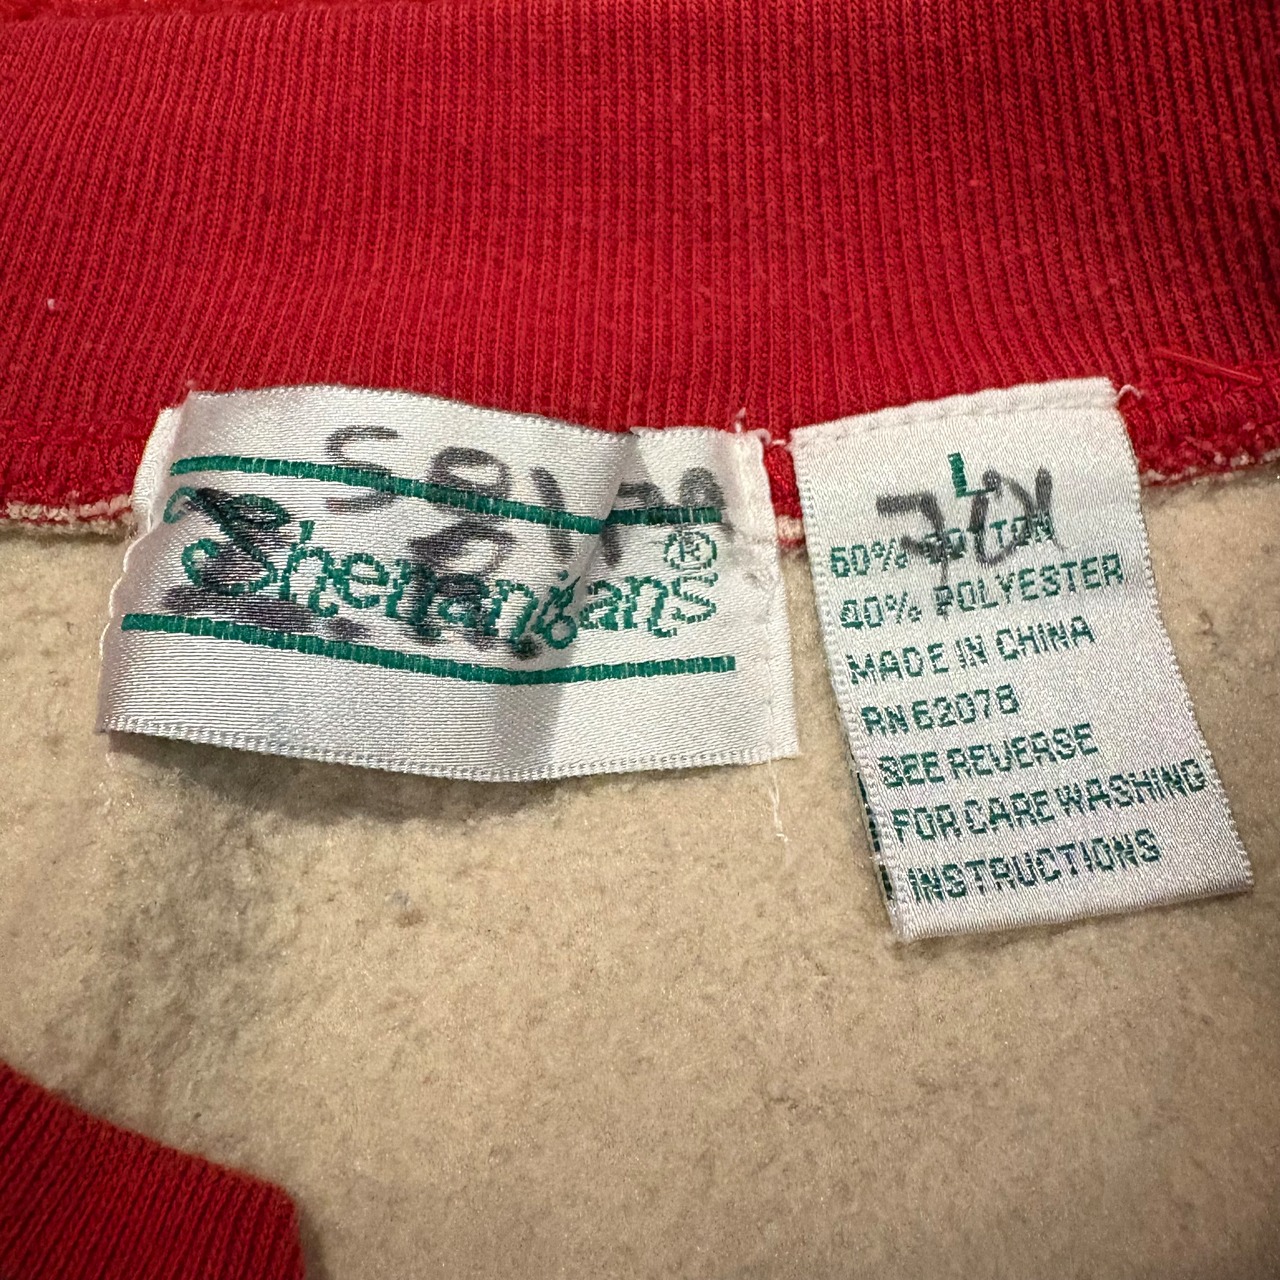 Shenanigans®
L
60% COTTON
40% POLYESTER
MADE IN CHINA
RN 62078
SEE REVERSE
FOR CARE WASHING
INSTRUCTIONS